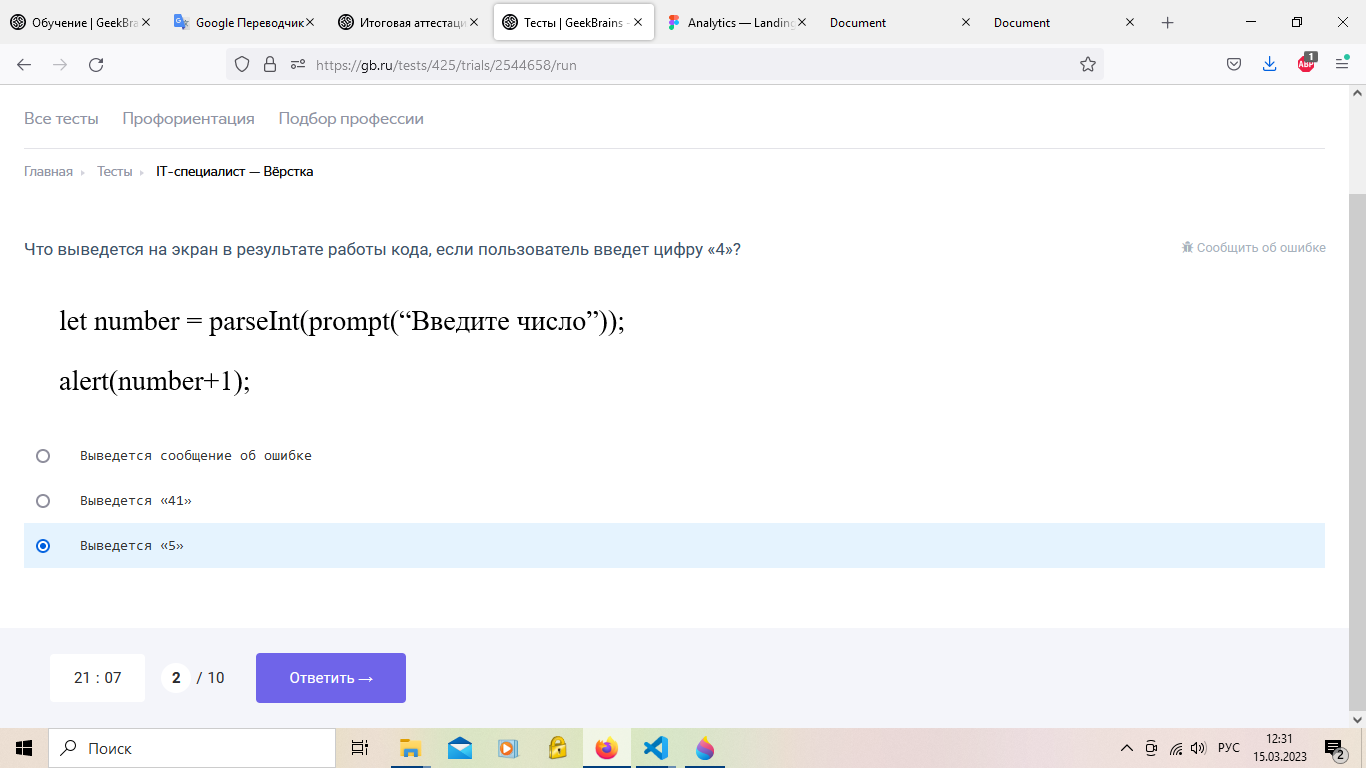 Обучение | GeekBra
Google Переводчик
Итоговая аттестаци
Тесты | GeekBrains -
Analytics — Landing
Document
Document
https://gb.ru/tests/425/trials/2544658/run
ABP
1
Все тесты Профориентация Подбор профессии
Главная Тесты IT-специалист — Вёрстка
Что выведется на экран в результате работы кода, если пользователь введет цифру «4»?
Сообщить об ошибке
let number = parseInt(prompt(“Введите число”));
alert(number+1);
Выведется сообщение об ошибке
Выведется «41»
Выведется «5»
21 : 07 2 / 10 Ответить →
Поиск
РУС
12:31
15.03.2023
2